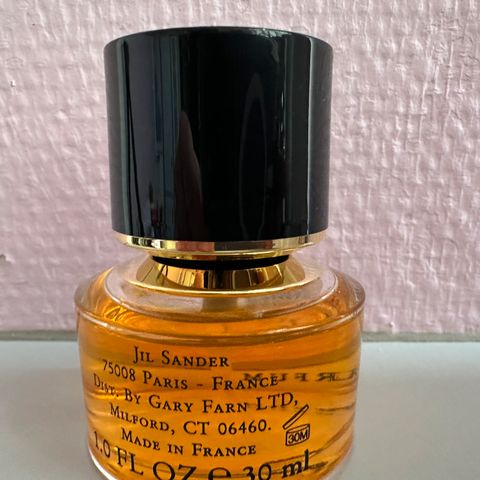 JIL SANDER
75008 PARIS - FRANCE
DIST. BY GARY FARN LTD,
MILFORD, CT 06460.
30M
MADE IN FRANCE
1.0 FL OZ ℮ 30 ml